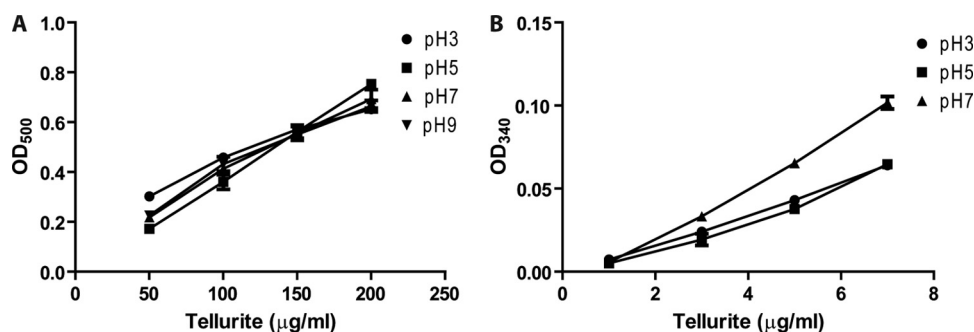 A
OD500
1.0
0.8
0.6
0.4
0.2
0.0
0 50 100 150 200 250
Tellurite (µg/ml)
pH3
pH5
pH7
pH9
B
OD340
0.15
0.10
0.05
0.00
0 2 4 6 8
Tellurite (µg/ml)
pH3
pH5
pH7